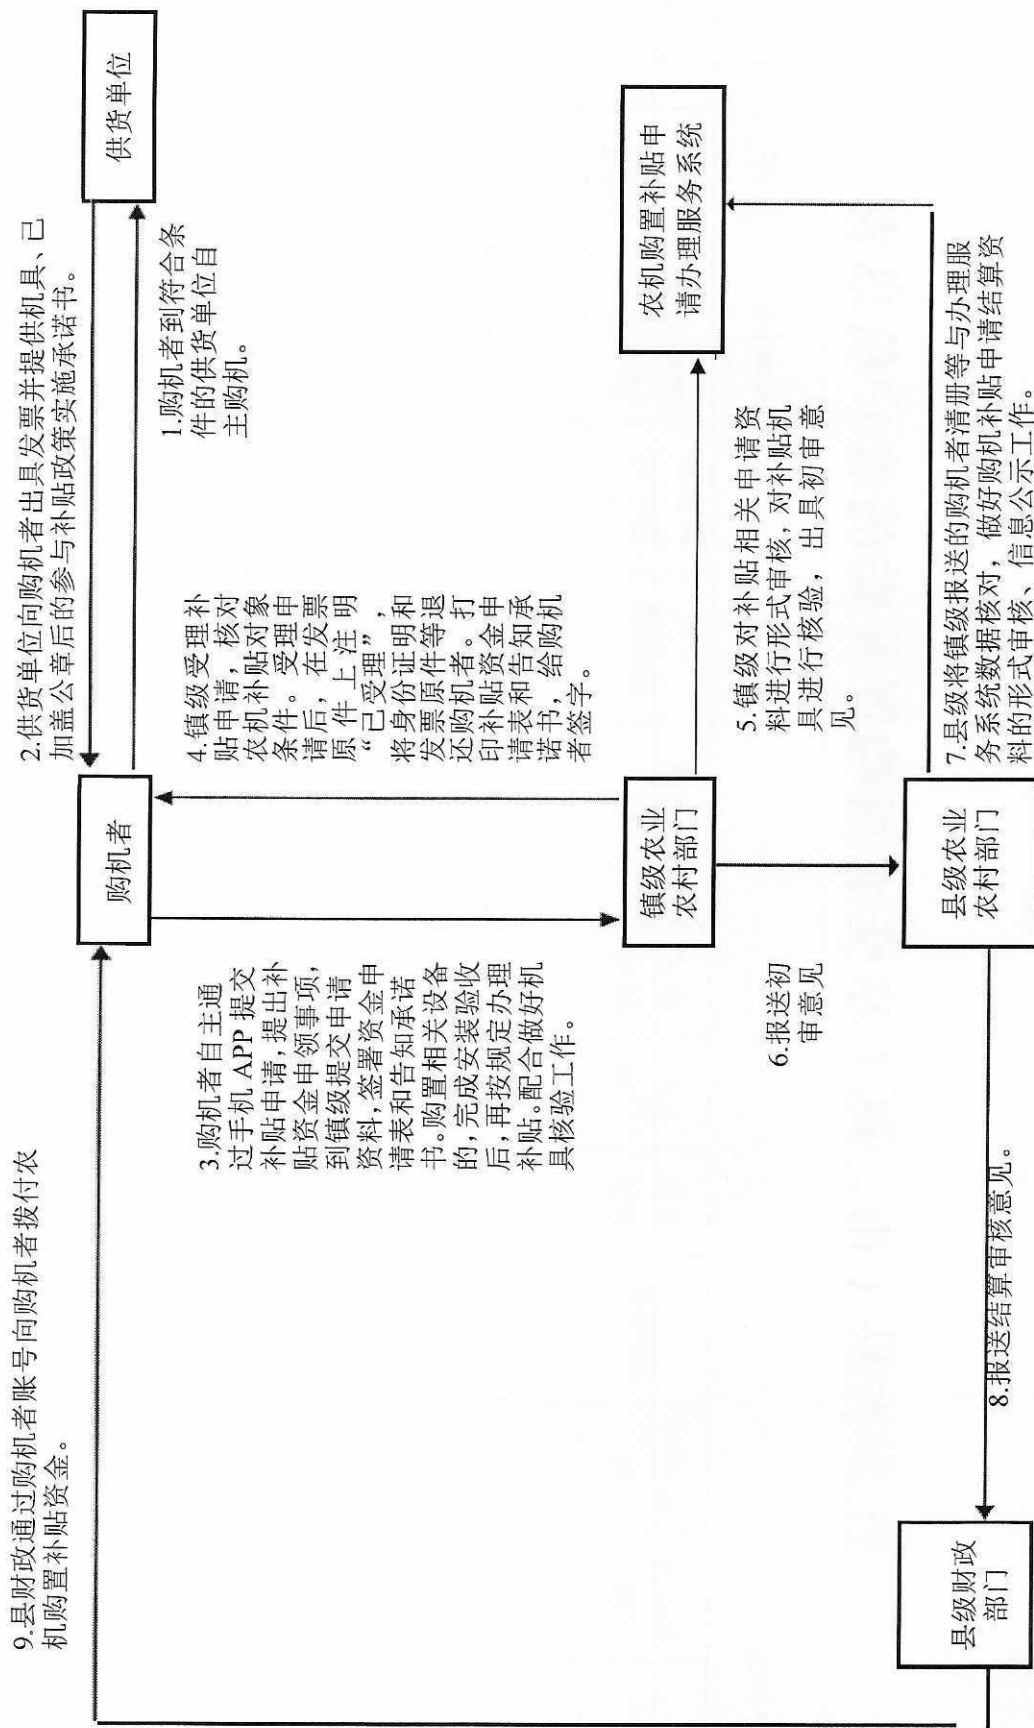 9.县财政通过购机者账号向购机者拨付农
机购置补贴资金。
2.供货单位向购机者出具发票并提供机具、已
加盖公章后的参与补贴政策实施承诺书。
购机者
供货单位
1.购机者到符合条
件的供货单位自
主购机。
3.购机者自主通
过手机 APP 提交
补贴申请,提出补
贴资金申领事项,
到镇级提交申请
资料,签署资金申
请表和告知承诺
书。购置相关设备
的,完成安装验收
后,再按规定办理
补贴。配合做好机
具核验工作。
4.镇级受理补
贴申请，核对
农机补贴对象
条件。受理申
请后，在发票
原件上注明
“已受理”，
将身份证明和
发票原件等退
还购机者。打
印补贴资金申
请表和告知承
诺书，给购机
者签字。
镇级农业
农村部门
农机购置补贴申
请办理服务系统
5.镇级对补贴相关申请资
料进行形式审核，对补贴机
具进行核验，出具初审意
见。
6.报送初
审意见
县级财政
部门
县级农业
农村部门
7.县级将镇级报送的购机者清册等与办理服
务系统数据核对，做好购机补贴申请结算资
料的形式审核、信息公示工作。
8.报送结算审核意见。